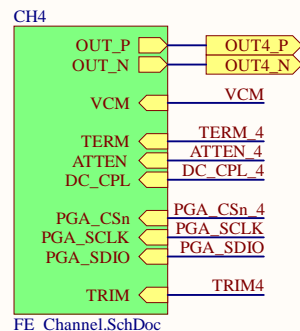 CH4
OUT_P OUT4_P
OUT_N OUT4_N
VCM VCM
TERM TERM_4
ATTEN ATTEN_4
DC_CPL DC_CPL_4
PGA_CSn PGA_CSn_4
PGA_SCLK PGA_SCLK
PGA_SDIO PGA_SDIO
TRIM TRIM4
FE_Channel.SchDoc